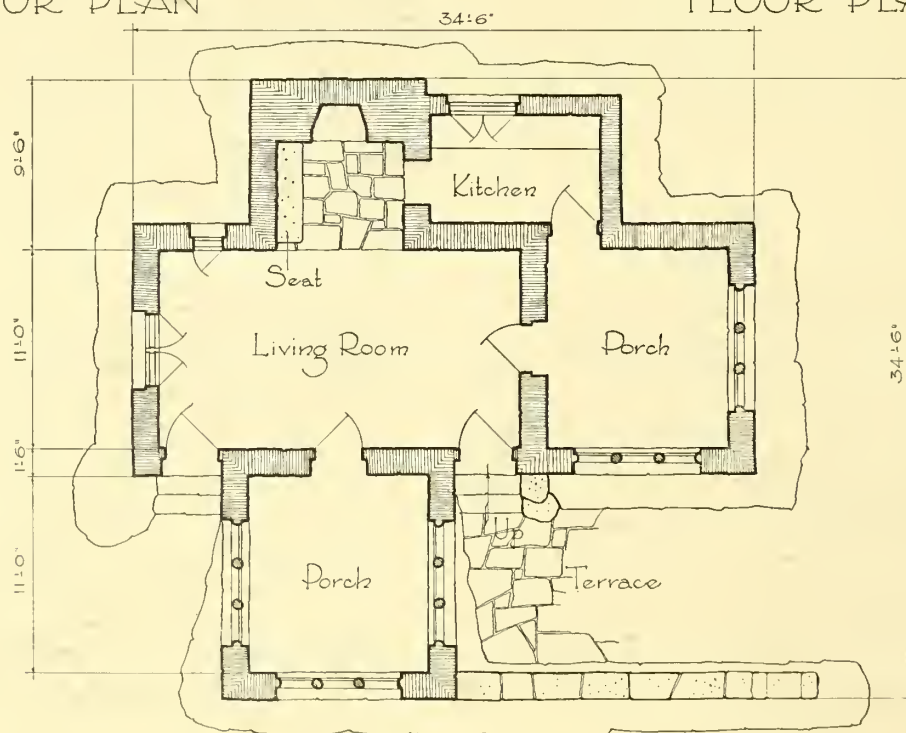 OOR PLAN
FLOOR PLA
34'-6"
9'-6"
Kitchen
Seat
11'-0"
Living Room
Porch
34'-6"
1'-6"
Up
11'-0"
Porch
Terrace